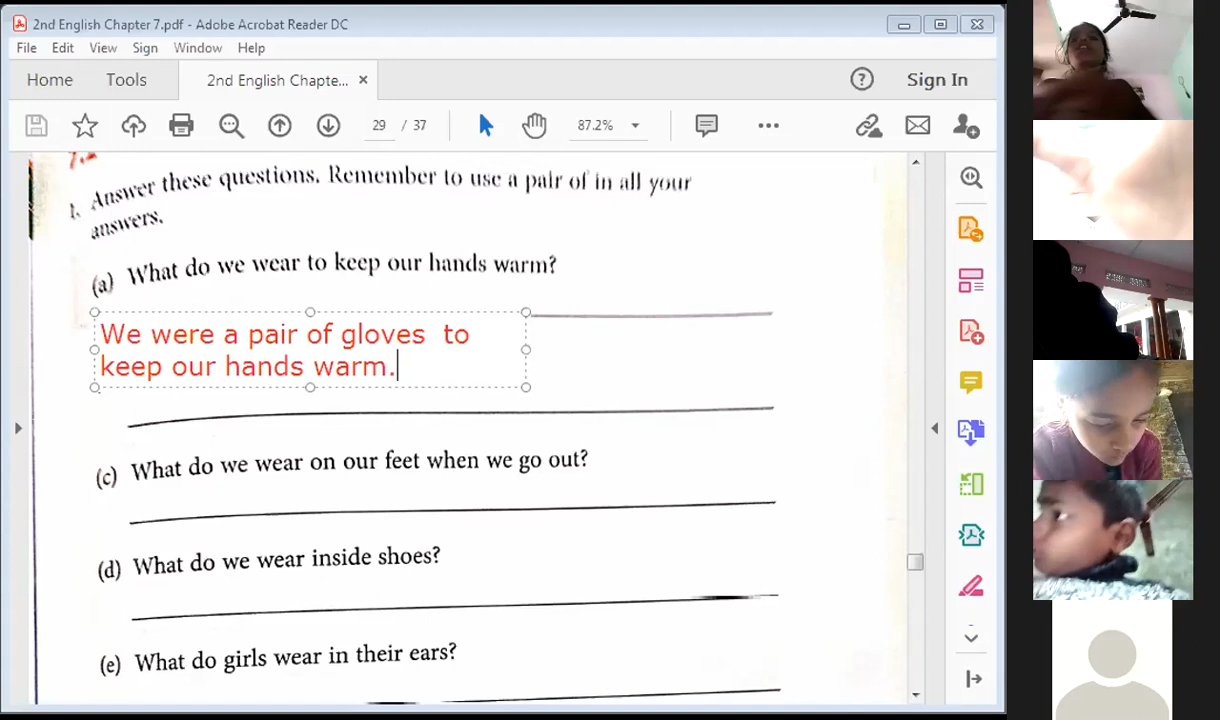 2nd English Chapter 7.pdf - Adobe Acrobat Reader DC
File Edit View Sign Window Help
Home Tools 2nd English Chapte... × ? Sign In
29 / 37 87.2%
1. Answer these questions. Remember to use a pair of in all your
answers.
(a) What do we wear to keep our hands warm?
We were a pair of gloves to
keep our hands warm.
(c) What do we wear on our feet when we go out?
(d) What do we wear inside shoes?
(e) What do girls wear in their ears?